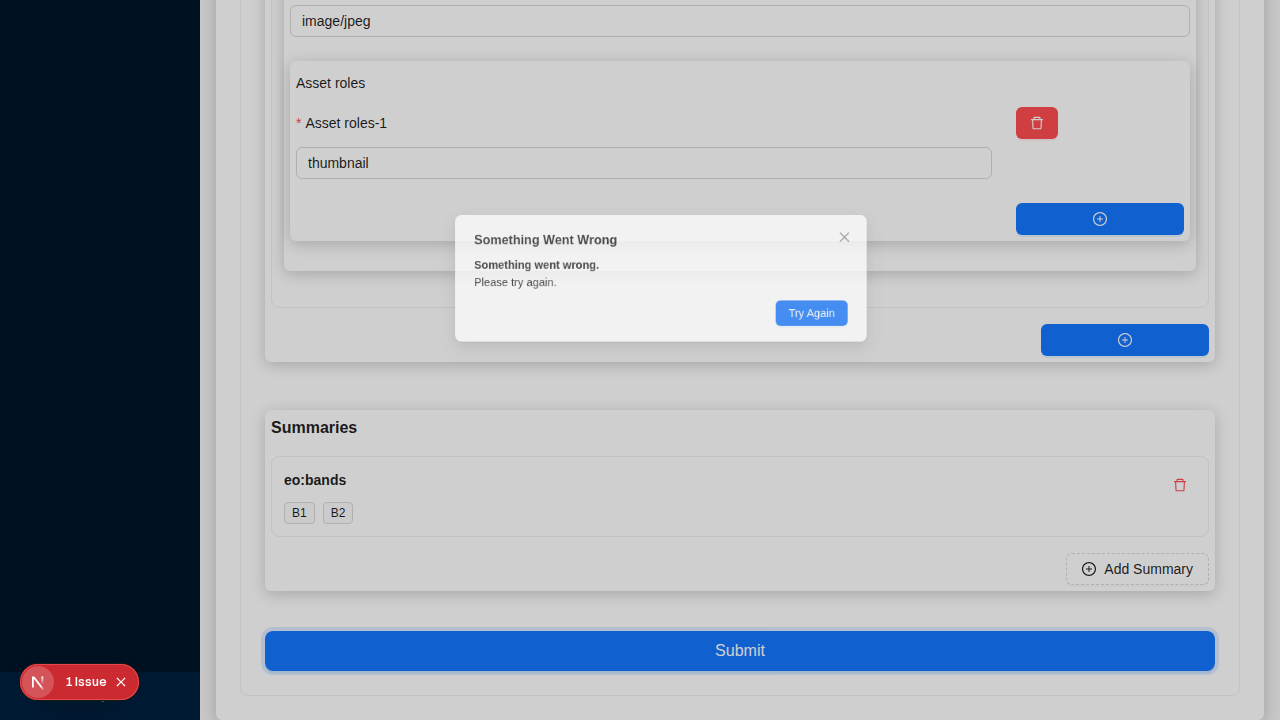 image/jpeg
Asset roles
* Asset roles-1
thumbnail
Something Went Wrong
Something went wrong.
Please try again.
Try Again
Summaries
eo:bands
B1 B2
Add Summary
Submit
N 1 Issue